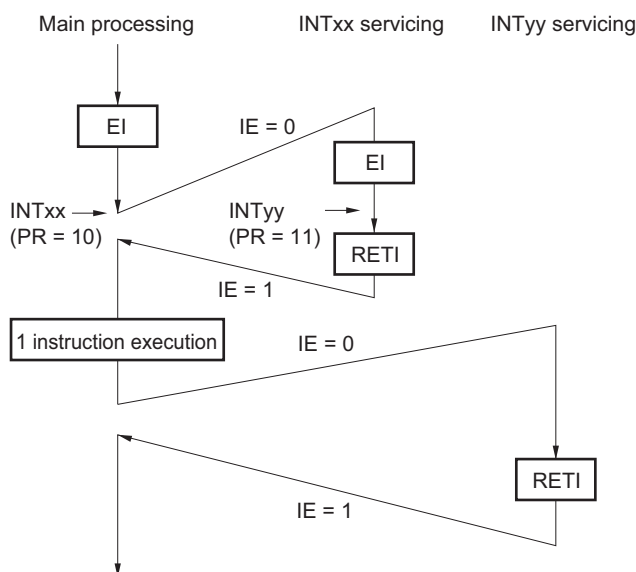 Main processing
INTxx servicing
INTyy servicing
EI
IE = 0
EI
INTxx
(PR = 10)
INTyy
(PR = 11)
RETI
IE = 1
1 instruction execution
IE = 0
RETI
IE = 1